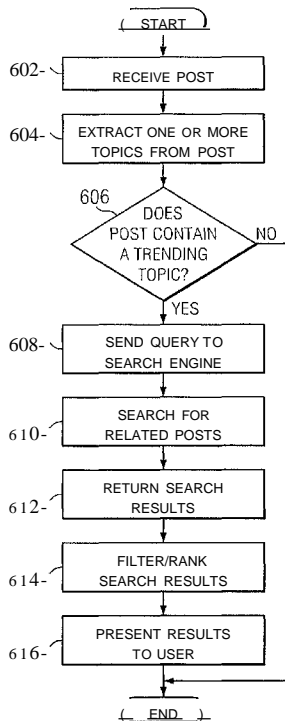 START
602-
RECEIVE POST
604-
EXTRACT ONE OR MORE
TOPICS FROM POST
606
DOES
POST CONTAIN
A TRENDING
TOPIC?
NO
YES
608-
SEND QUERY TO
SEARCH ENGINE
610-
SEARCH FOR
RELATED POSTS
612-
RETURN SEARCH
RESULTS
614-
FILTER/RANK
SEARCH RESULTS
616-
PRESENT RESULTS
TO USER
END